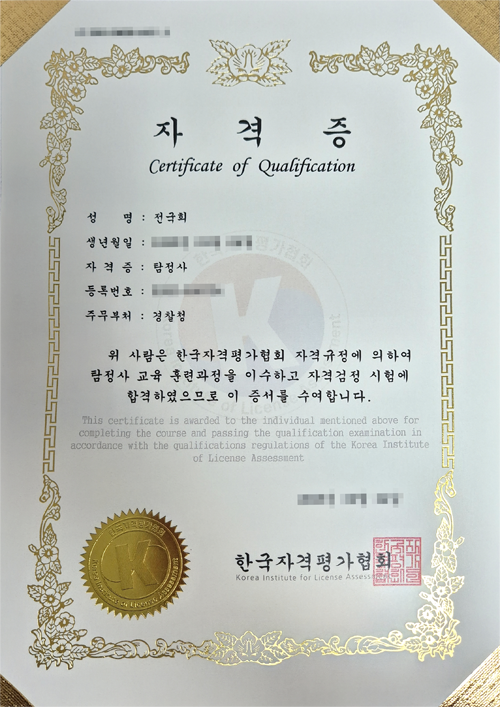 자 격 증
Certificate of Qualification
성 명 : 전국희
생년월일 :
자 격 증 : 탐정사
등록번호 :
주무부처 : 경찰청
위 사람은 한국자격평가협회 자격규정에 의하여
탐정사 교육 훈련과정을 이수하고 자격검정 시험에
합격하였으므로 이 증서를 수여합니다.
This certificate is awarded to the individual mentioned above for
completing the course and passing the qualification examination in
accordance with the qualifications regulations of the Korea Institute
of License Assessment
한국자격평가협회
Korea Institute for License Assessment